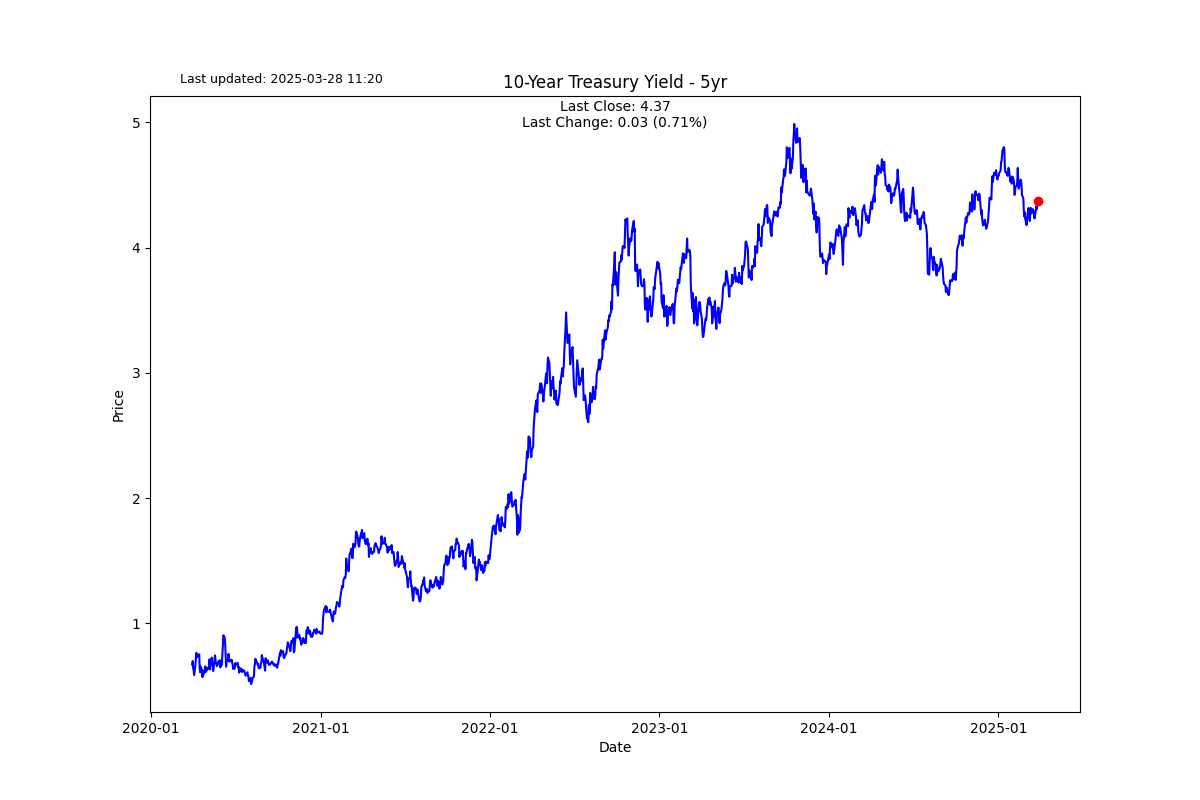 Last updated: 2025-03-28 11:20
10-Year Treasury Yield - 5yr
Last Close: 4.37
Last Change: 0.03 (0.71%)
5
4
3
2
1
Price
2020-01 2021-01 2022-01 2023-01 2024-01 2025-01
Date